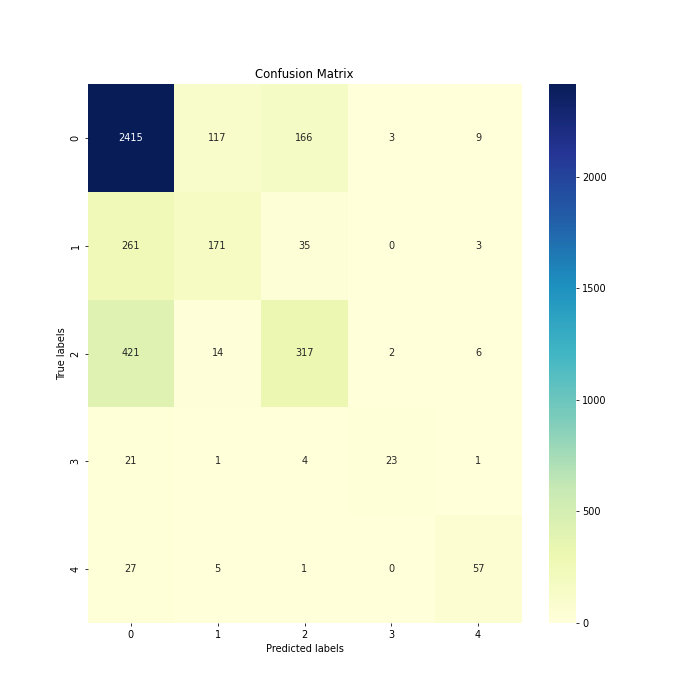 Confusion Matrix
True labels
0 2415 117 166 3 9
1 261 171 35 0 3
2 421 14 317 2 6
3 21 1 4 23 1
4 27 5 1 0 57
0 1 2 3 4
Predicted labels
2000
1500
1000
500
0